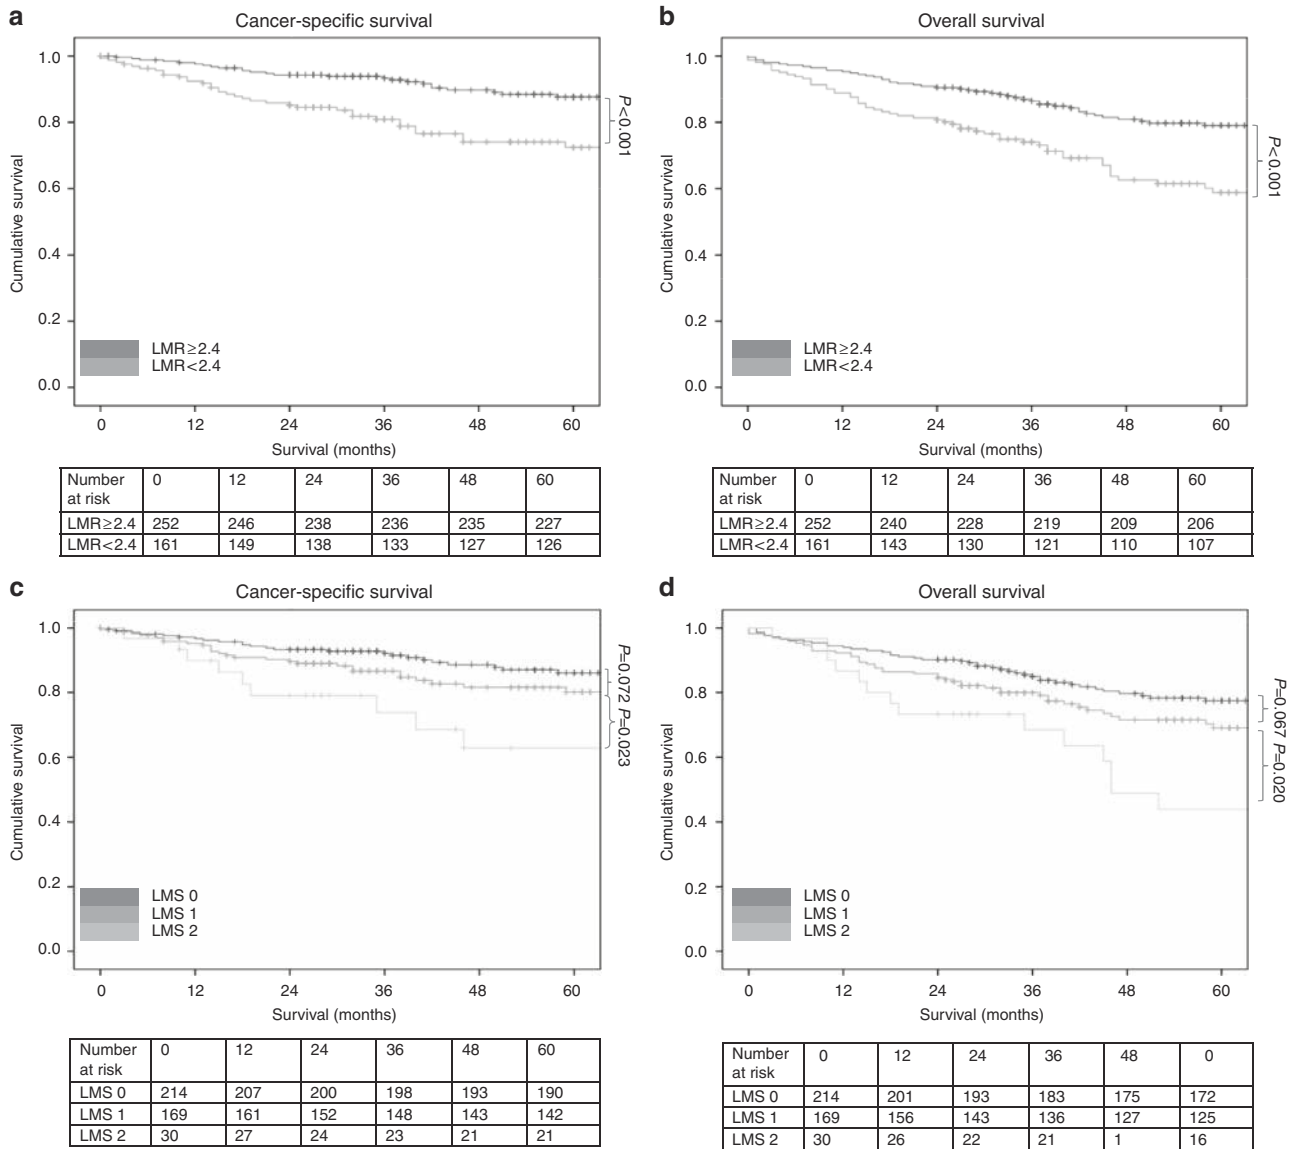 a
Cancer-specific survival
1.0
0.8
0.6
0.4
0.2
0.0
Cumulative survival
P<0.001
LMR≥2.4
LMR<2.4
0 12 24 36 48 60
Survival (months)
Number at risk 0 12 24 36 48 60
LMR≥2.4 252 246 238 236 235 227
LMR<2.4 161 149 138 133 127 126
b
Overall survival
1.0
0.8
0.6
0.4
0.2
0.0
Cumulative survival
P<0.001
LMR≥2.4
LMR<2.4
0 12 24 36 48 60
Survival (months)
Number at risk 0 12 24 36 48 60
LMR≥2.4 252 240 228 219 209 206
LMR<2.4 161 143 130 121 110 107
c
Cancer-specific survival
1.0
0.8
0.6
0.4
0.2
0.0
Cumulative survival
P=0.072 P=0.023
LMS 0
LMS 1
LMS 2
0 12 24 36 48 60
Survival (months)
Number at risk 0 12 24 36 48 60
LMS 0 214 207 200 198 193 190
LMS 1 169 161 152 148 143 142
LMS 2 30 27 24 23 21 21
d
Overall survival
1.0
0.8
0.6
0.4
0.2
0.0
Cumulative survival
P=0.067 P=0.020
LMS 0
LMS 1
LMS 2
0 12 24 36 48 60
Survival (months)
Number at risk 0 12 24 36 48 0
LMS 0 214 201 193 183 175 172
LMS 1 169 156 143 136 127 125
LMS 2 30 26 22 21 1 16